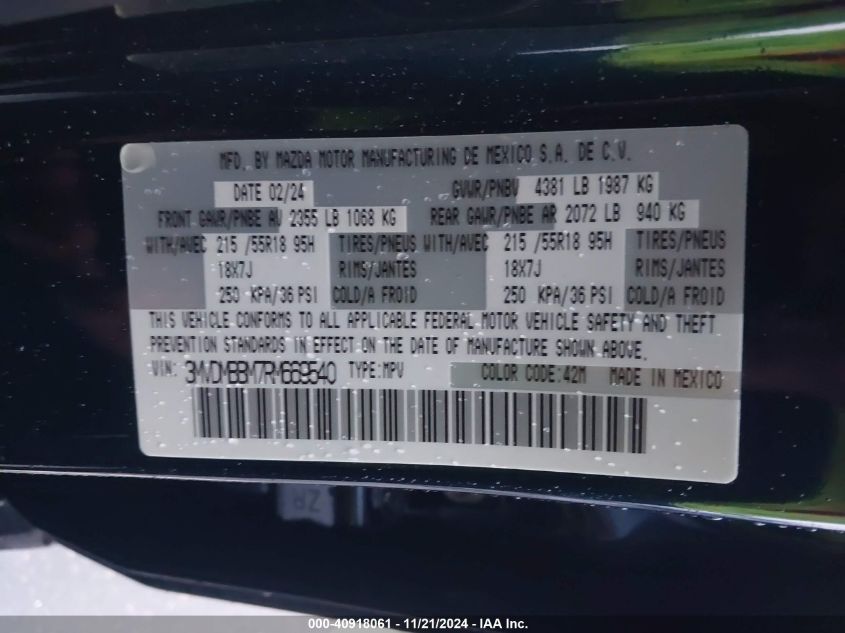 MFD. BY MAZDA MOTOR MANUFACTURING DE MEXICO S.A. DE C.V.
DATE 02/24 GVWR/PNBV 4381 LB 1987 KG
FRONT GAWR/PNBE AV 2355 LB 1068 KG REAR GAWR/PNBE AR 2072 LB 940 KG
WITH/AVEC 215 /55R18 95H TIRES/PNEUS WITH/AVEC 215 /55R18 95H TIRES/PNEUS
18X7J RIMS/JANTES 18X7J RIMS/JANTES
250 KPA/36 PSI COLD/A FROID 250 KPA/36 PSI COLD/A FROID
THIS VEHICLE CONFORMS TO ALL APPLICABLE FEDERAL MOTOR VEHICLE SAFETY AND THEFT
PREVENTION STANDARDS IN EFFECT ON THE DATE OF MANUFACTURE SHOWN ABOVE.
VIN: 3MVDMBBM7RM669540 TYPE:MPV COLOR CODE:42M MADE IN MEXICO
000-40918061 - 11/21/2024 - IAA Inc.